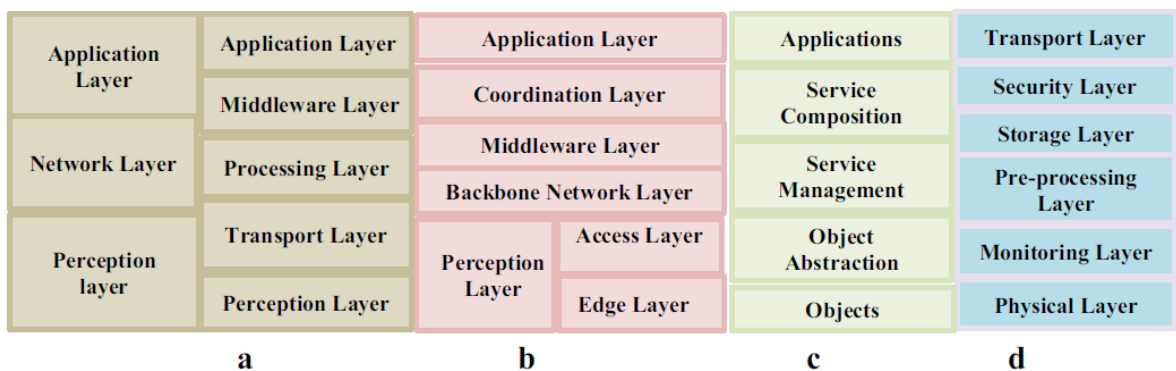 Application
Layer
Network Layer
Perception
layer
Application Layer
Middleware Layer
Processing Layer
Transport Layer
Perception Layer
a
Application Layer
Coordination Layer
Middleware Layer
Backbone Network Layer
Perception
Layer
Access Layer
Edge Layer
b
Applications
Service
Composition
Service
Management
Object
Abstraction
Objects
c
Transport Layer
Security Layer
Storage Layer
Pre-processing
Layer
Monitoring Layer
Physical Layer
d